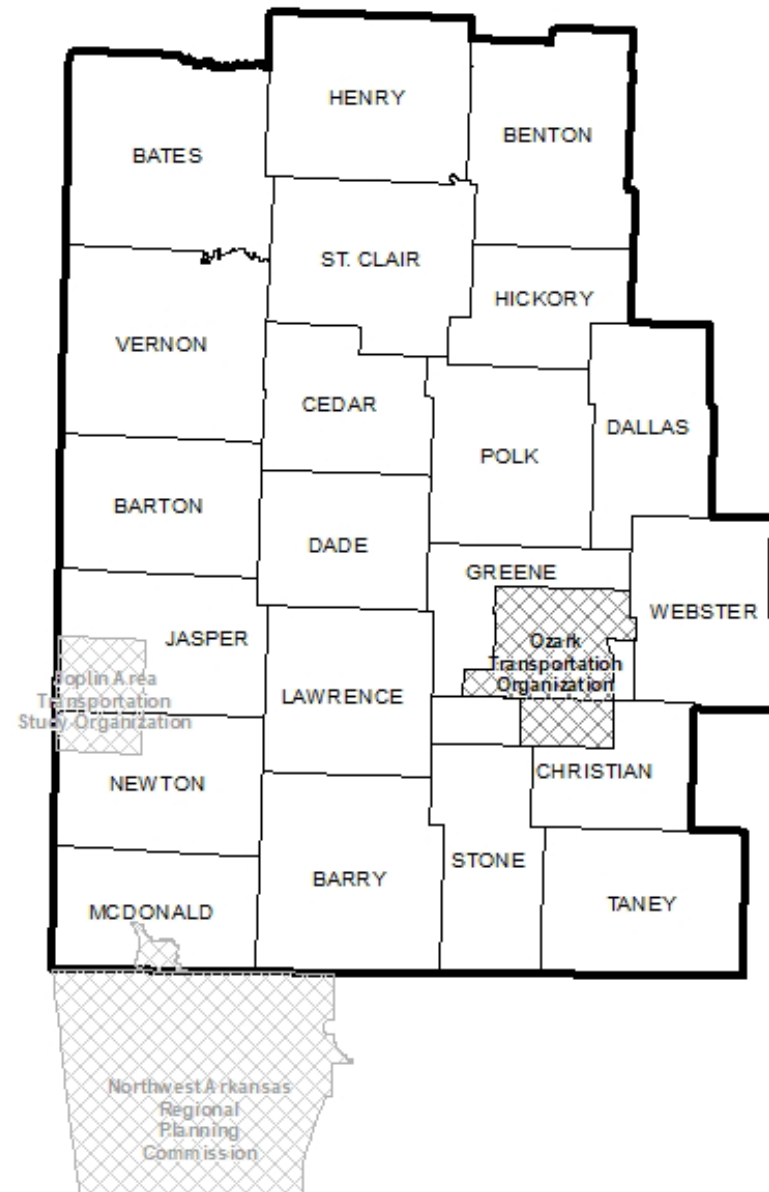 HENRY
BENTON
BATES
ST. CLAIR
HICKORY
VERNON
CEDAR
DALLAS
POLK
BARTON
DADE
GREENE
WEBSTER
JASPER
Ozark
Transportation
Organization
Joplin Area
Transportation
Study Organization
LAWRENCE
CHRISTIAN
NEWTON
STONE
BARRY
TANEY
MCDONALD
Northwest Arkansas
Regional
Planning
Commission